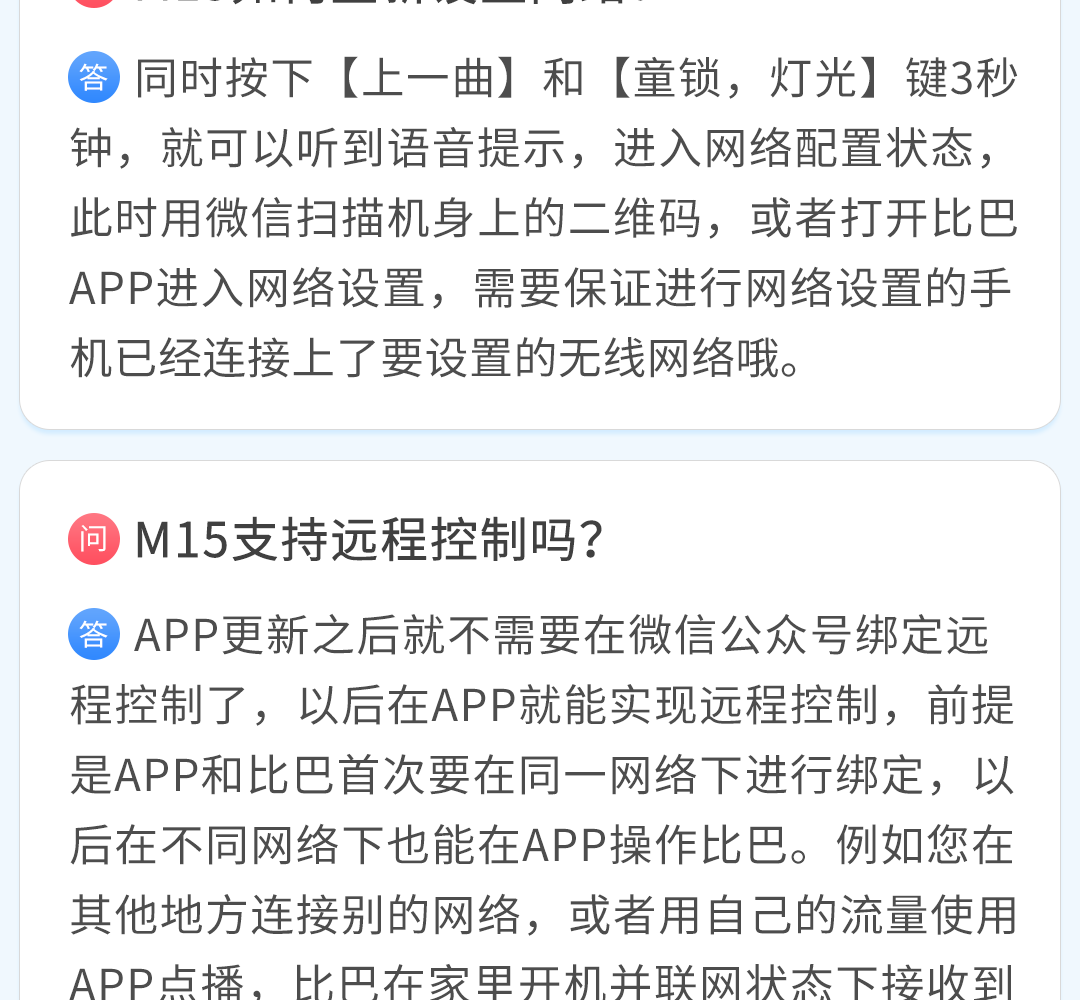 答 同时按下【上一曲】和【童锁，灯光】键3秒
钟，就可以听到语音提示，进入网络配置状态，
此时用微信扫描机身上的二维码，或者打开比巴
APP进入网络设置，需要保证进行网络设置的手
机已经连接上了要设置的无线网络哦。
问 M15支持远程控制吗？
答 APP更新之后就不需要在微信公众号绑定远
程控制了，以后在APP就能实现远程控制，前提
是APP和比巴首次要在同一网络下进行绑定，以
后在不同网络下也能在APP操作比巴。例如您在
其他地方连接别的网络，或者用自己的流量使用
APP点播，比巴在家里开机并联网状态下接收到